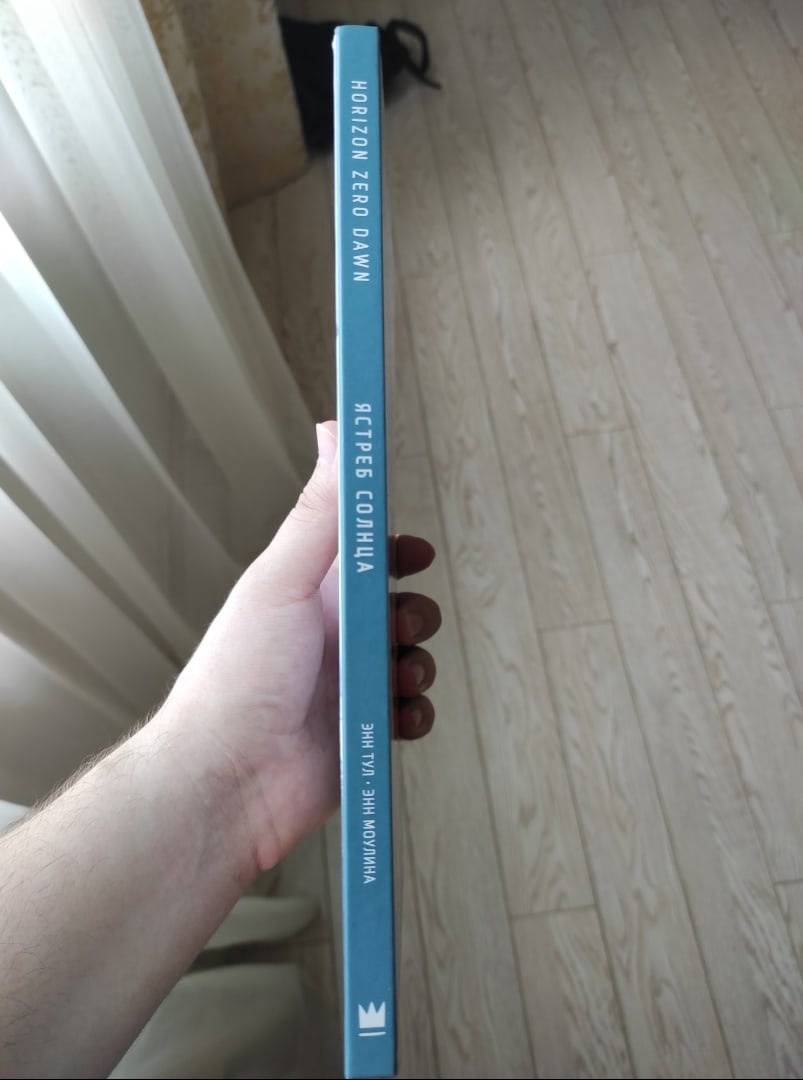 HORIZON ZERO DAWN
ЯСТРЕБ СОЛНЦА
ЭНН ТУЛ · ЭНН МОУЛИНА